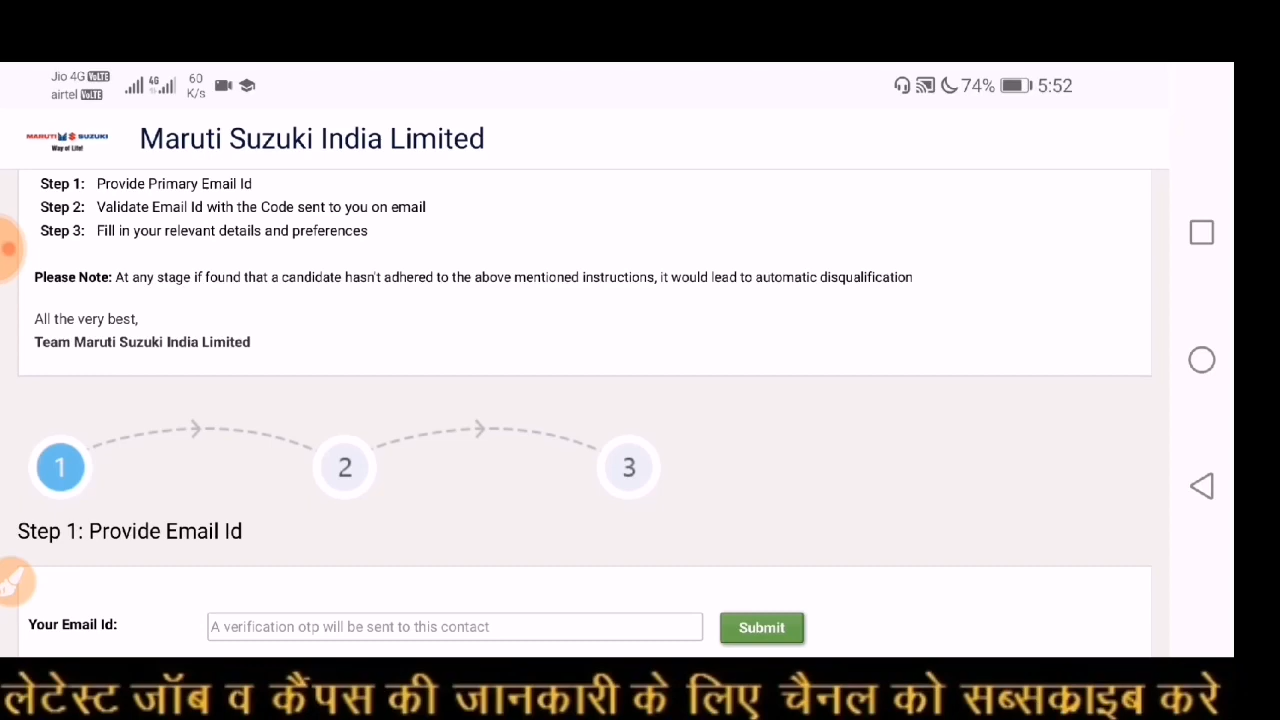 Jio 4G VoLTE
airtel VoLTE
4G
60
K/s
74% 5:52
MARUTI SUZUKI
Way of Life!
Maruti Suzuki India Limited
Step 1: Provide Primary Email Id
Step 2: Validate Email Id with the Code sent to you on email
Step 3: Fill in your relevant details and preferences
Please Note: At any stage if found that a candidate hasn't adhered to the above mentioned instructions, it would lead to automatic disqualification
All the very best,
Team Maruti Suzuki India Limited
1 2 3
Step 1: Provide Email Id
Your Email Id: A verification otp will be sent to this contact Submit
लेटेस्ट जॉब व कैंपस की जानकारी के लिए चैनल को सब्सक्राइब करे